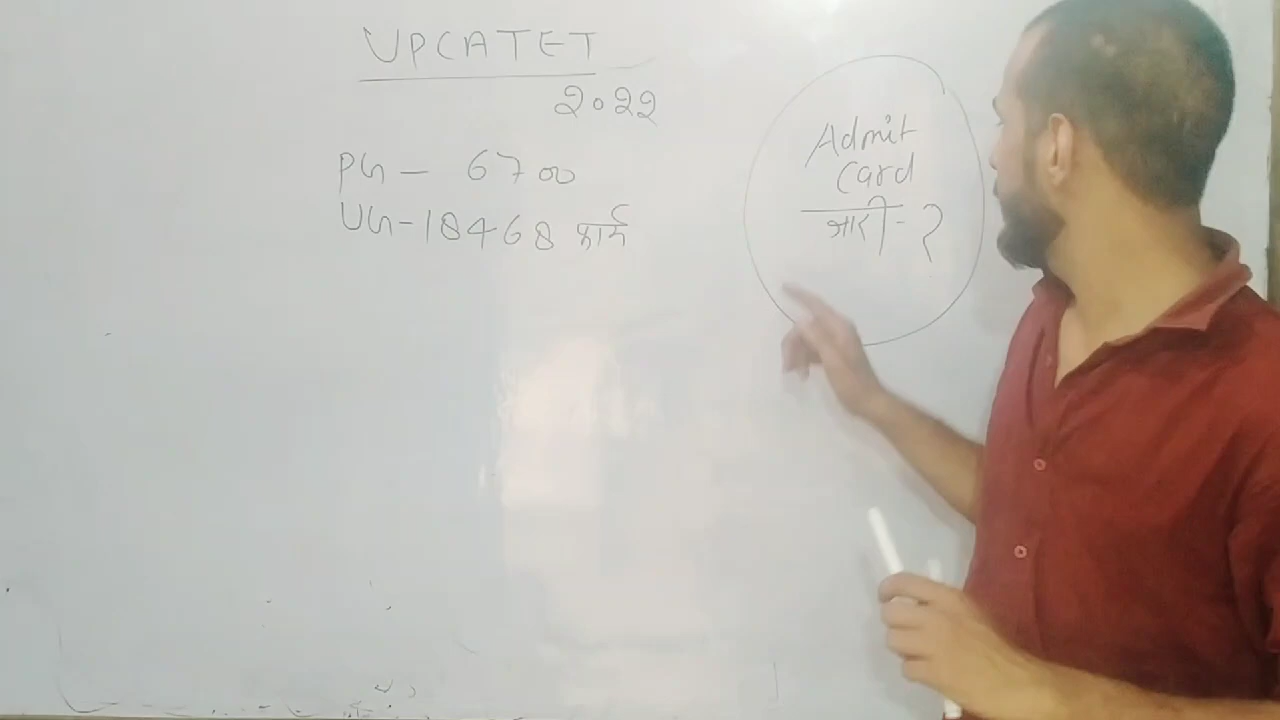 UPCATET
2022
PG - 6700
UG - 18468 फार्म
Admit
Card
जारी - ?